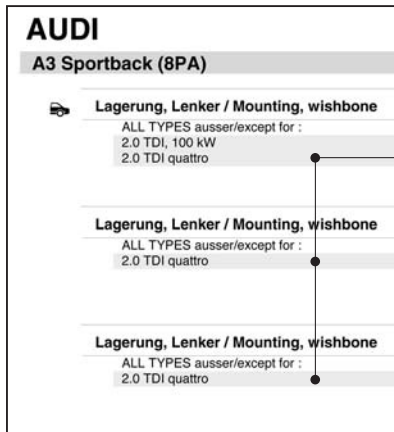 AUDI
A3 Sportback (8PA)
Lagerung, Lenker / Mounting, wishbone
ALL TYPES ausser/except for :
2.0 TDI, 100 kW
2.0 TDI quattro
Lagerung, Lenker / Mounting, wishbone
ALL TYPES ausser/except for :
2.0 TDI quattro
Lagerung, Lenker / Mounting, wishbone
ALL TYPES ausser/except for :
2.0 TDI quattro